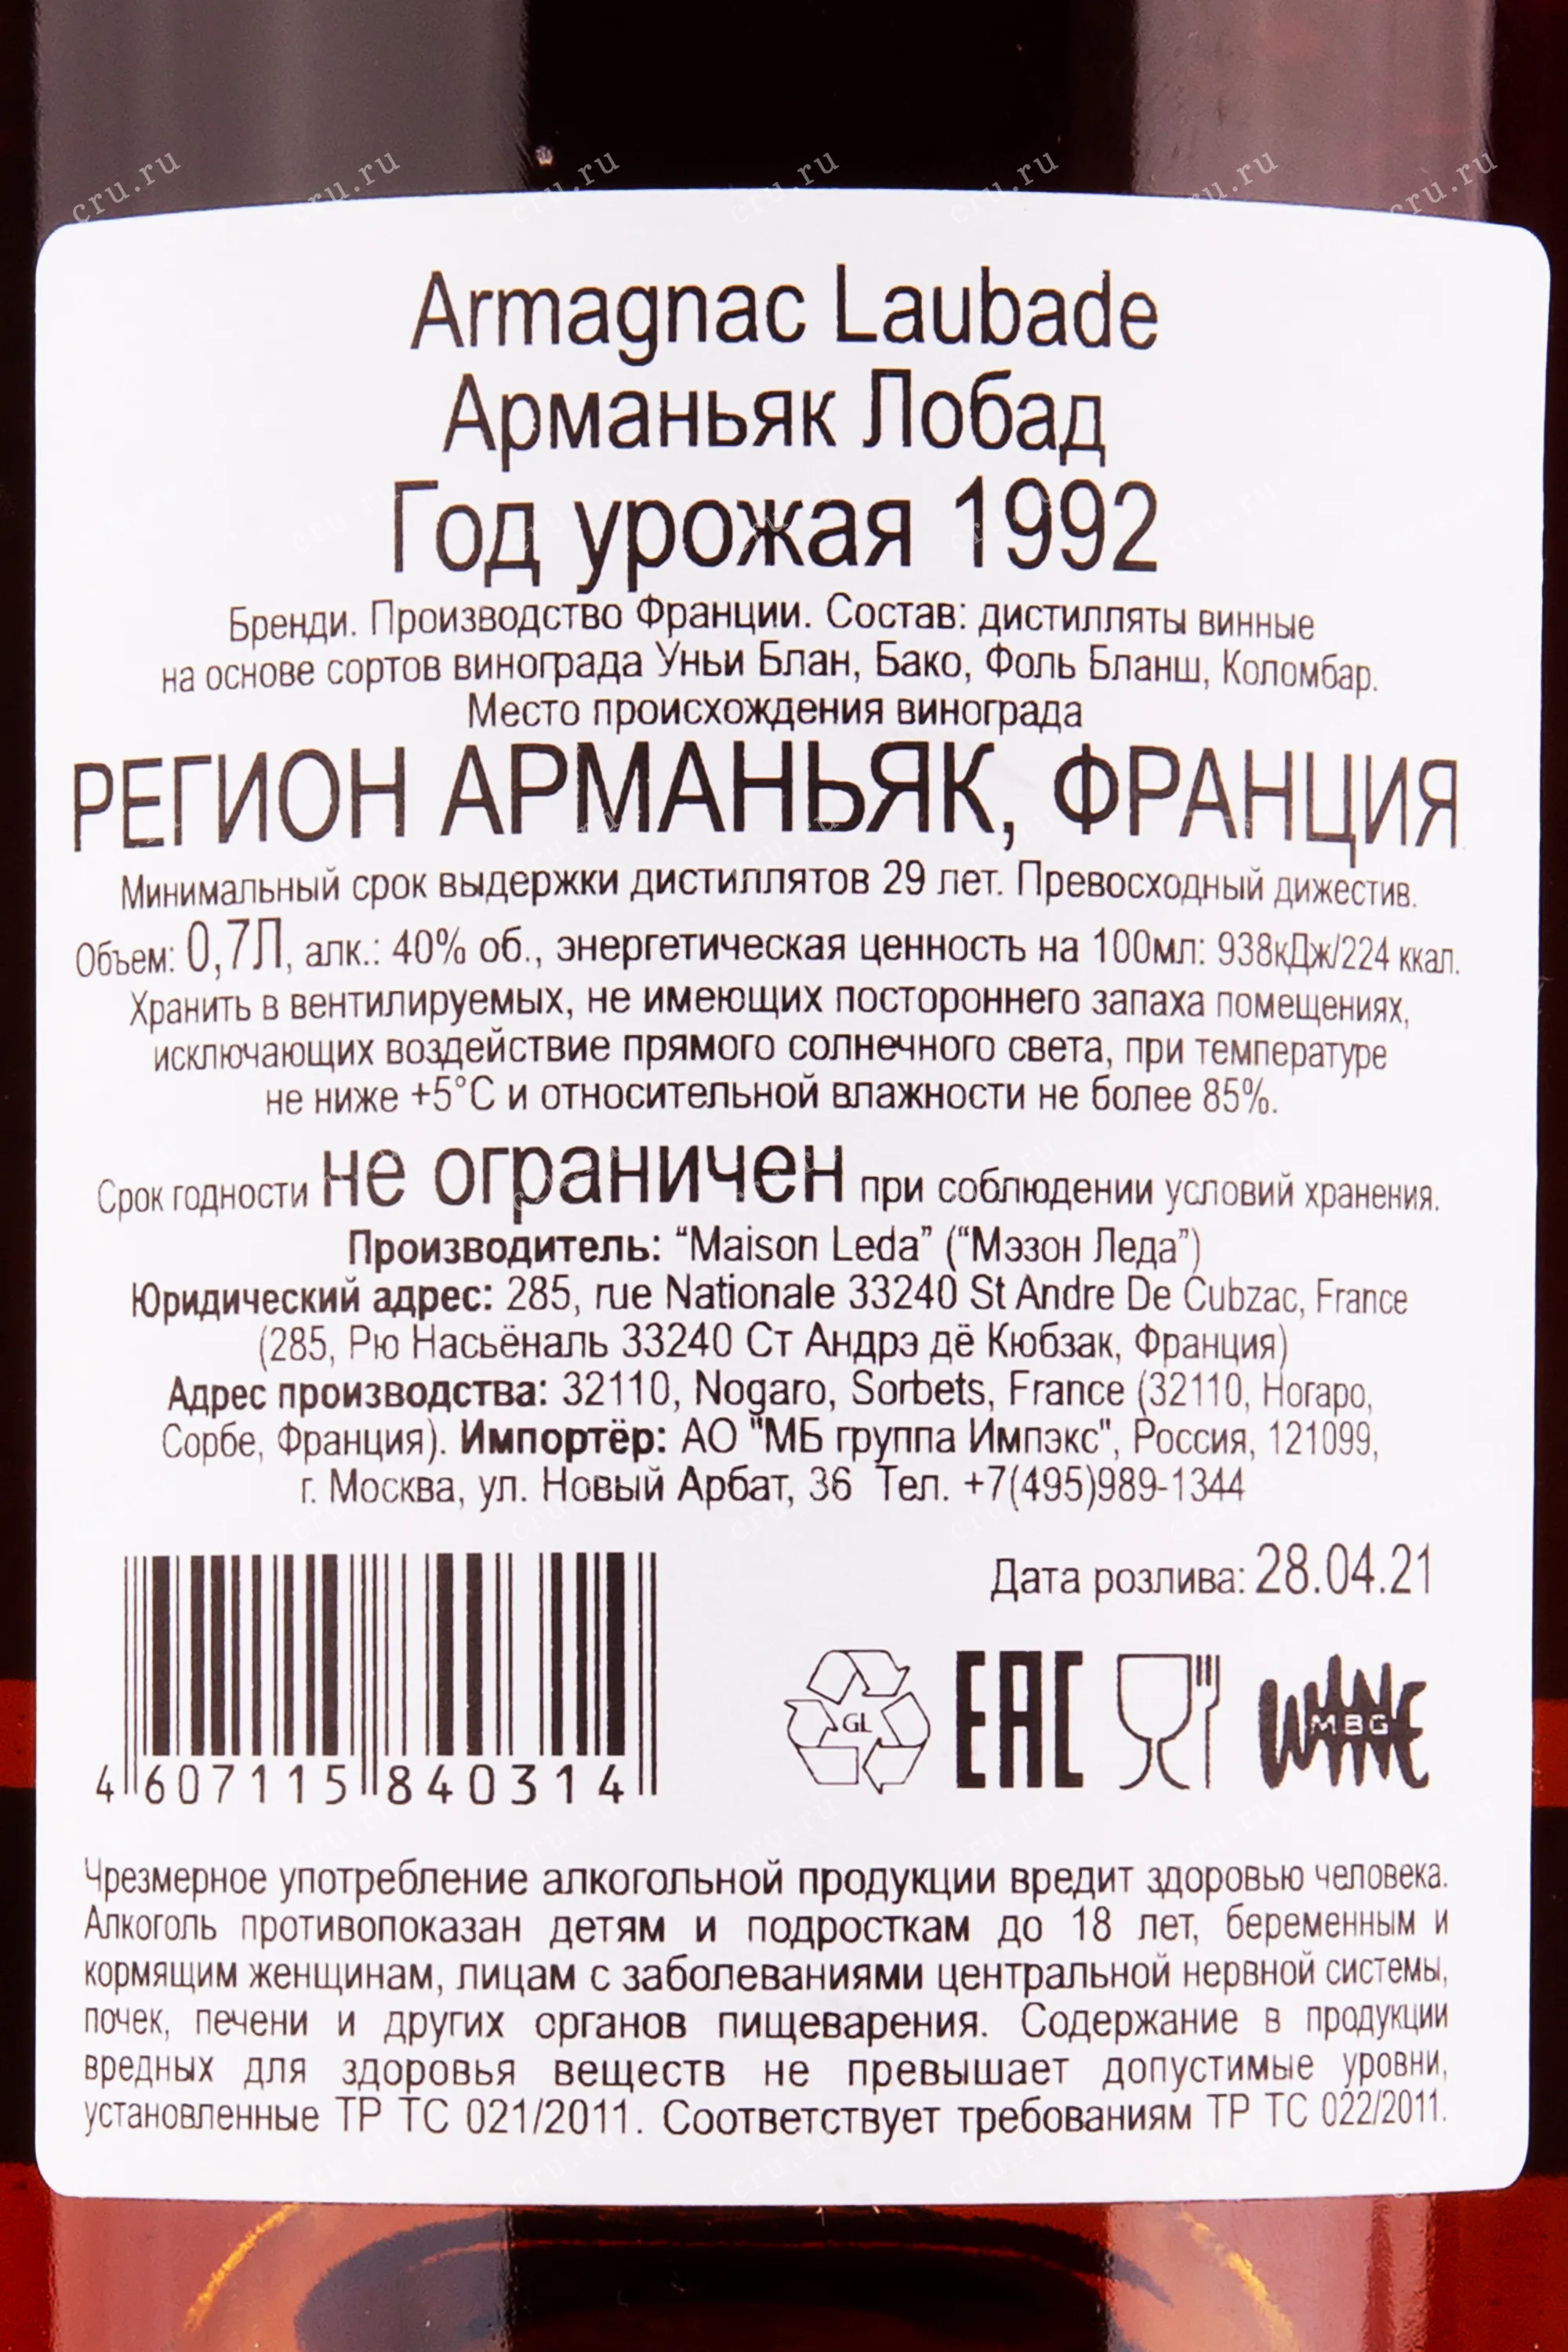 Armagnac Laubade
Арманьяк Лобад
Год урожая 1992
Бренди. Производство Франции. Состав: дистилляты винные
на основе сортов винограда Уньи Блан, Бако, Фоль Бланш, Коломбар.
Место происхождения винограда
РЕГИОН АРМАНЬЯК, ФРАНЦИЯ
Минимальный срок выдержки дистиллятов 29 лет. Превосходный дижестив.
Объем: 0,7Л, алк.: 40% об., энергетическая ценность на 100мл: 938кДж/224 ккал.
Хранить в вентилируемых, не имеющих постороннего запаха помещениях,
исключающих воздействие прямого солнечного света, при температуре
не ниже +5°С и относительной влажности не более 85%.
Срок годности не ограничен при соблюдении условий хранения.
Производитель: “Maison Leda” (“Мэзон Леда”)
Юридический адрес: 285, rue Nationale 33240 St Andre De Cubzac, France
(285, Рю Насьёналь 33240 Ст Андрэ дё Кюбзак, Франция)
Адрес производства: 32110, Nogaro, Sorbets, France (32110, Ногаро,
Сорбе, Франция). Импортёр: АО "МБ группа Импэкс", Россия, 121099,
г. Москва, ул. Новый Арбат, 36 Тел. +7(495)989-1344
Дата розлива: 28.04.21
GL
EAC
WINE
MBG
4 607115 840314
Чрезмерное употребление алкогольной продукции вредит здоровью человека.
Алкоголь противопоказан детям и подросткам до 18 лет, беременным и
кормящим женщинам, лицам с заболеваниями центральной нервной системы,
почек, печени и других органов пищеварения. Содержание в продукции
вредных для здоровья веществ не превышает допустимые уровни,
установленные ТР ТС 021/2011. Соответствует требованиям ТР ТС 022/2011.
cru.ru